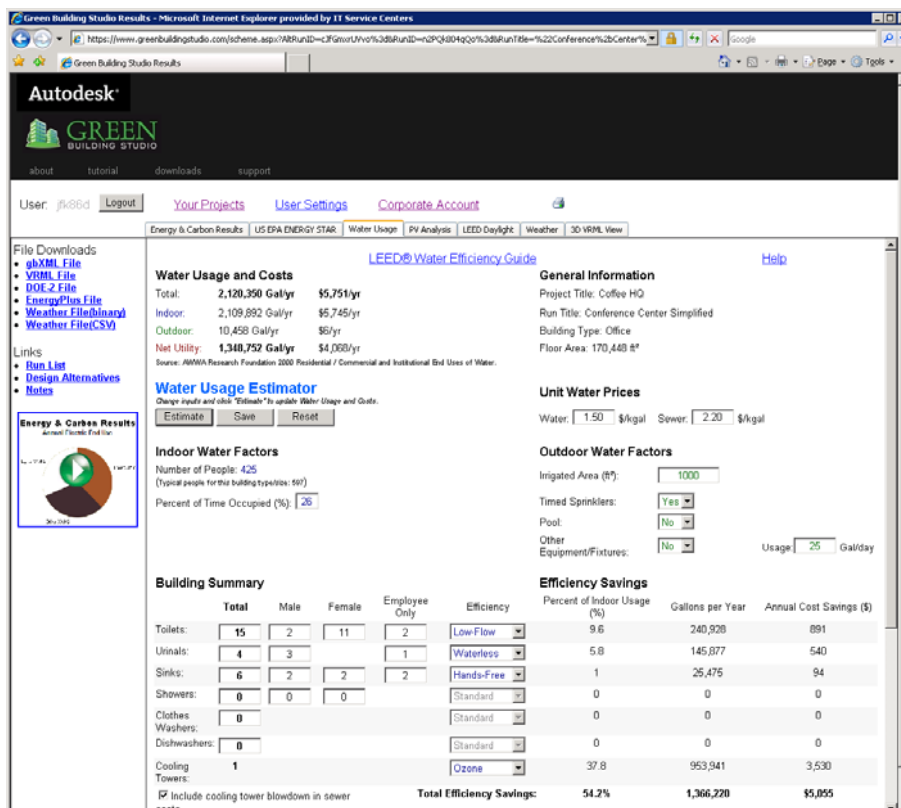 Green Building Studio Results - Microsoft Internet Explorer provided by IT Service Centers
Google
Green Building Studio Results
Page
Tools
Autodesk®
GREEN
BUILDING STUDIO
about tutorial downloads support
User: jfk86d Logout Your Projects User Settings Corporate Account
Energy & Carbon Results US EPA ENERGY STAR Water Usage PV Analysis LEED Daylight Weather 3D VRML View
File Downloads
• gbXML File
• VRML File
• DOE-2 File
• EnergyPlus File
• Weather File(binary)
• Weather File(CSV)
Links
• Run List
• Design Alternatives
• Notes
Energy & Carbon Results
Annual Electric End Use
LEED® Water Efficiency Guide Help
Water Usage and Costs
Total: 2,120,350 Gal/yr $5,751/yr
Indoor: 2,109,892 Gal/yr $5,745/yr
Outdoor: 10,458 Gal/yr $6/yr
Net Utility: 1,348,752 Gal/yr $4,068/yr
Source: AWWA Research Foundation 2000 Residential / Commercial and Institutional End Uses of Water.
General Information
Project Title: Coffee HQ
Run Title: Conference Center Simplified
Building Type: Office
Floor Area: 170,448 ft²
Water Usage Estimator
Change inputs and click "Estimate" to update Water Usage and Costs.
Estimate Save Reset
Unit Water Prices
Water: 1.50 $/kgal Sewer: 2.20 $/kgal
Indoor Water Factors
Number of People: 425
(Typical people for this building type/size: 597)
Percent of Time Occupied (%): 26
Outdoor Water Factors
Irrigated Area (ft²): 1000
Timed Sprinklers: Yes
Pool: No
Other
Equipment/Fixtures: No Usage: 25 Gal/day
Building Summary
Total Male Female Employee Only Efficiency
Efficiency Savings
Percent of Indoor Usage (%) Gallons per Year Annual Cost Savings ($)
Toilets: 15 2 11 2 Low-Flow 9.6 240,928 891
Urinals: 4 3 1 Waterless 5.8 145,877 540
Sinks: 6 2 2 2 Hands-Free 1 25,475 94
Showers: 0 0 0 Standard 0 0 0
Clothes
Washers: 0 Standard 0 0 0
Dishwashers: 0 Standard 0 0 0
Cooling
Towers: 1 Ozone 37.8 953,941 3,530
Include cooling tower blowdown in sewer
Total Efficiency Savings: 54.2% 1,366,220 $5,055